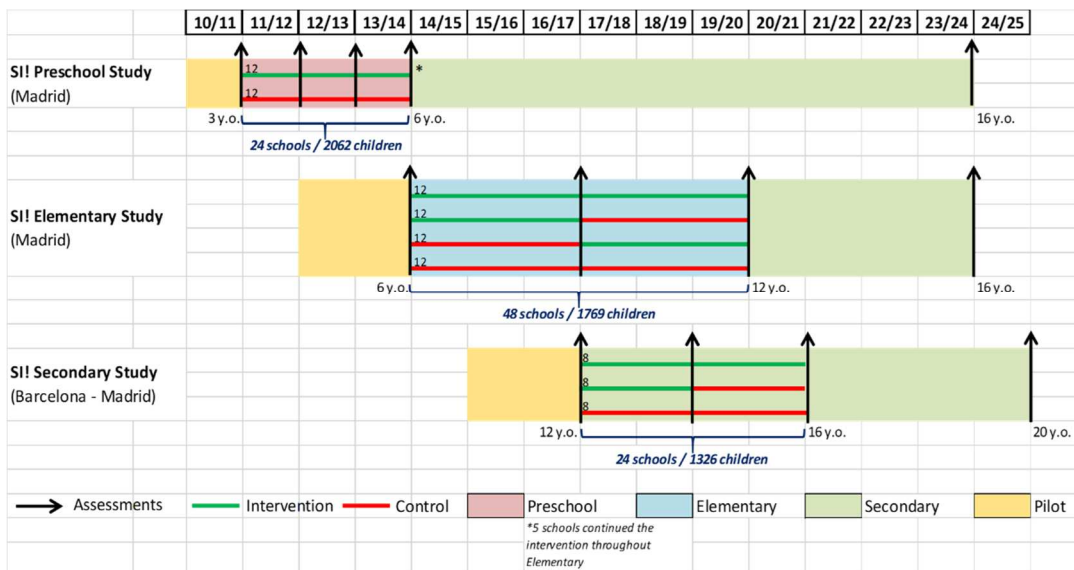 10/11 11/12 12/13 13/14 14/15 15/16 16/17 17/18 18/19 19/20 20/21 21/22 22/23 23/24 24/25
SI! Preschool Study
(Madrid)
12
12
*
3 y.o.
6 y.o.
16 y.o.
24 schools / 2062 children
SI! Elementary Study
(Madrid)
12
12
12
12
6 y.o.
12 y.o.
16 y.o.
48 schools / 1769 children
SI! Secondary Study
(Barcelona - Madrid)
8
8
8
12 y.o.
16 y.o.
20 y.o.
24 schools / 1326 children
Assessments Intervention Control Preschool Elementary Secondary Pilot
*5 schools continued the
intervention throughout
Elementary